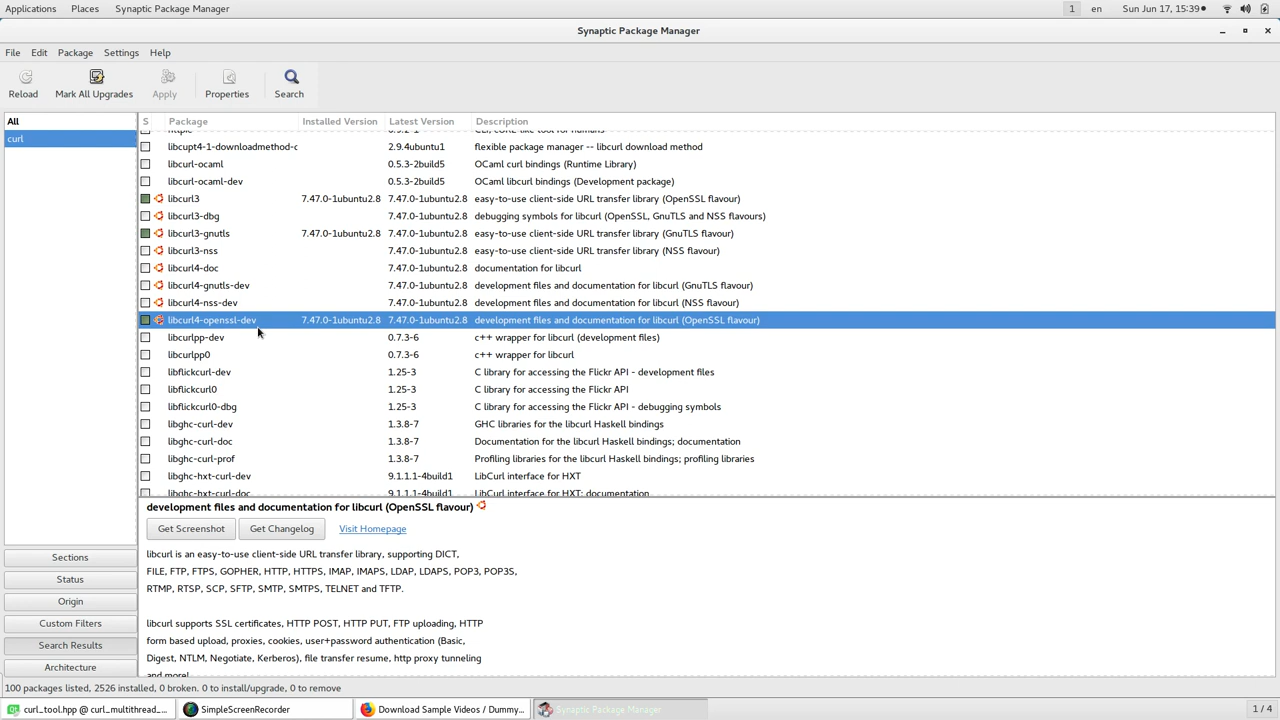 Applications Places Synaptic Package Manager 1 en Sun Jun 17, 15:39
Synaptic Package Manager
File Edit Package Settings Help
Reload Mark All Upgrades Apply Properties Search
All
curl
S Package Installed Version Latest Version Description
libcupt4-1-downloadmethod-c 2.9.4ubuntu1 flexible package manager -- libcurl download method
libcurl-ocaml 0.5.3-2build5 OCaml curl bindings (Runtime Library)
libcurl-ocaml-dev 0.5.3-2build5 OCaml libcurl bindings (Development package)
libcurl3 7.47.0-1ubuntu2.8 7.47.0-1ubuntu2.8 easy-to-use client-side URL transfer library (OpenSSL flavour)
libcurl3-dbg 7.47.0-1ubuntu2.8 debugging symbols for libcurl (OpenSSL, GnuTLS and NSS flavours)
libcurl3-gnutls 7.47.0-1ubuntu2.8 7.47.0-1ubuntu2.8 easy-to-use client-side URL transfer library (GnuTLS flavour)
libcurl3-nss 7.47.0-1ubuntu2.8 easy-to-use client-side URL transfer library (NSS flavour)
libcurl4-doc 7.47.0-1ubuntu2.8 documentation for libcurl
libcurl4-gnutls-dev 7.47.0-1ubuntu2.8 development files and documentation for libcurl (GnuTLS flavour)
libcurl4-nss-dev 7.47.0-1ubuntu2.8 development files and documentation for libcurl (NSS flavour)
libcurl4-openssl-dev 7.47.0-1ubuntu2.8 7.47.0-1ubuntu2.8 development files and documentation for libcurl (OpenSSL flavour)
libcurlpp-dev 0.7.3-6 c++ wrapper for libcurl (development files)
libcurlpp0 0.7.3-6 c++ wrapper for libcurl
libflickcurl-dev 1.25-3 C library for accessing the Flickr API - development files
libflickcurl0 1.25-3 C library for accessing the Flickr API
libflickcurl0-dbg 1.25-3 C library for accessing the Flickr API - debugging symbols
libghc-curl-dev 1.3.8-7 GHC libraries for the libcurl Haskell bindings
libghc-curl-doc 1.3.8-7 Documentation for the libcurl Haskell bindings; documentation
libghc-curl-prof 1.3.8-7 Profiling libraries for the libcurl Haskell bindings; profiling libraries
libghc-hxt-curl-dev 9.1.1.1-4build1 LibCurl interface for HXT
libghc-hxt-curl-doc 9.1.1.1-4build1 LibCurl interface for HXT; documentation
development files and documentation for libcurl (OpenSSL flavour)
Get Screenshot Get Changelog Visit Homepage
libcurl is an easy-to-use client-side URL transfer library, supporting DICT,
FILE, FTP, FTPS, GOPHER, HTTP, HTTPS, IMAP, IMAPS, LDAP, LDAPS, POP3, POP3S,
RTMP, RTSP, SCP, SFTP, SMTP, SMTPS, TELNET and TFTP.
libcurl supports SSL certificates, HTTP POST, HTTP PUT, FTP uploading, HTTP
form based upload, proxies, cookies, user+password authentication (Basic,
Digest, NTLM, Negotiate, Kerberos), file transfer resume, http proxy tunneling
and more!
Sections
Status
Origin
Custom Filters
Search Results
Architecture
100 packages listed, 2526 installed, 0 broken. 0 to install/upgrade, 0 to remove
curl_tool.hpp @ curl_multithread_... SimpleScreenRecorder Download Sample Videos / Dummy... Synaptic Package Manager 1 / 4